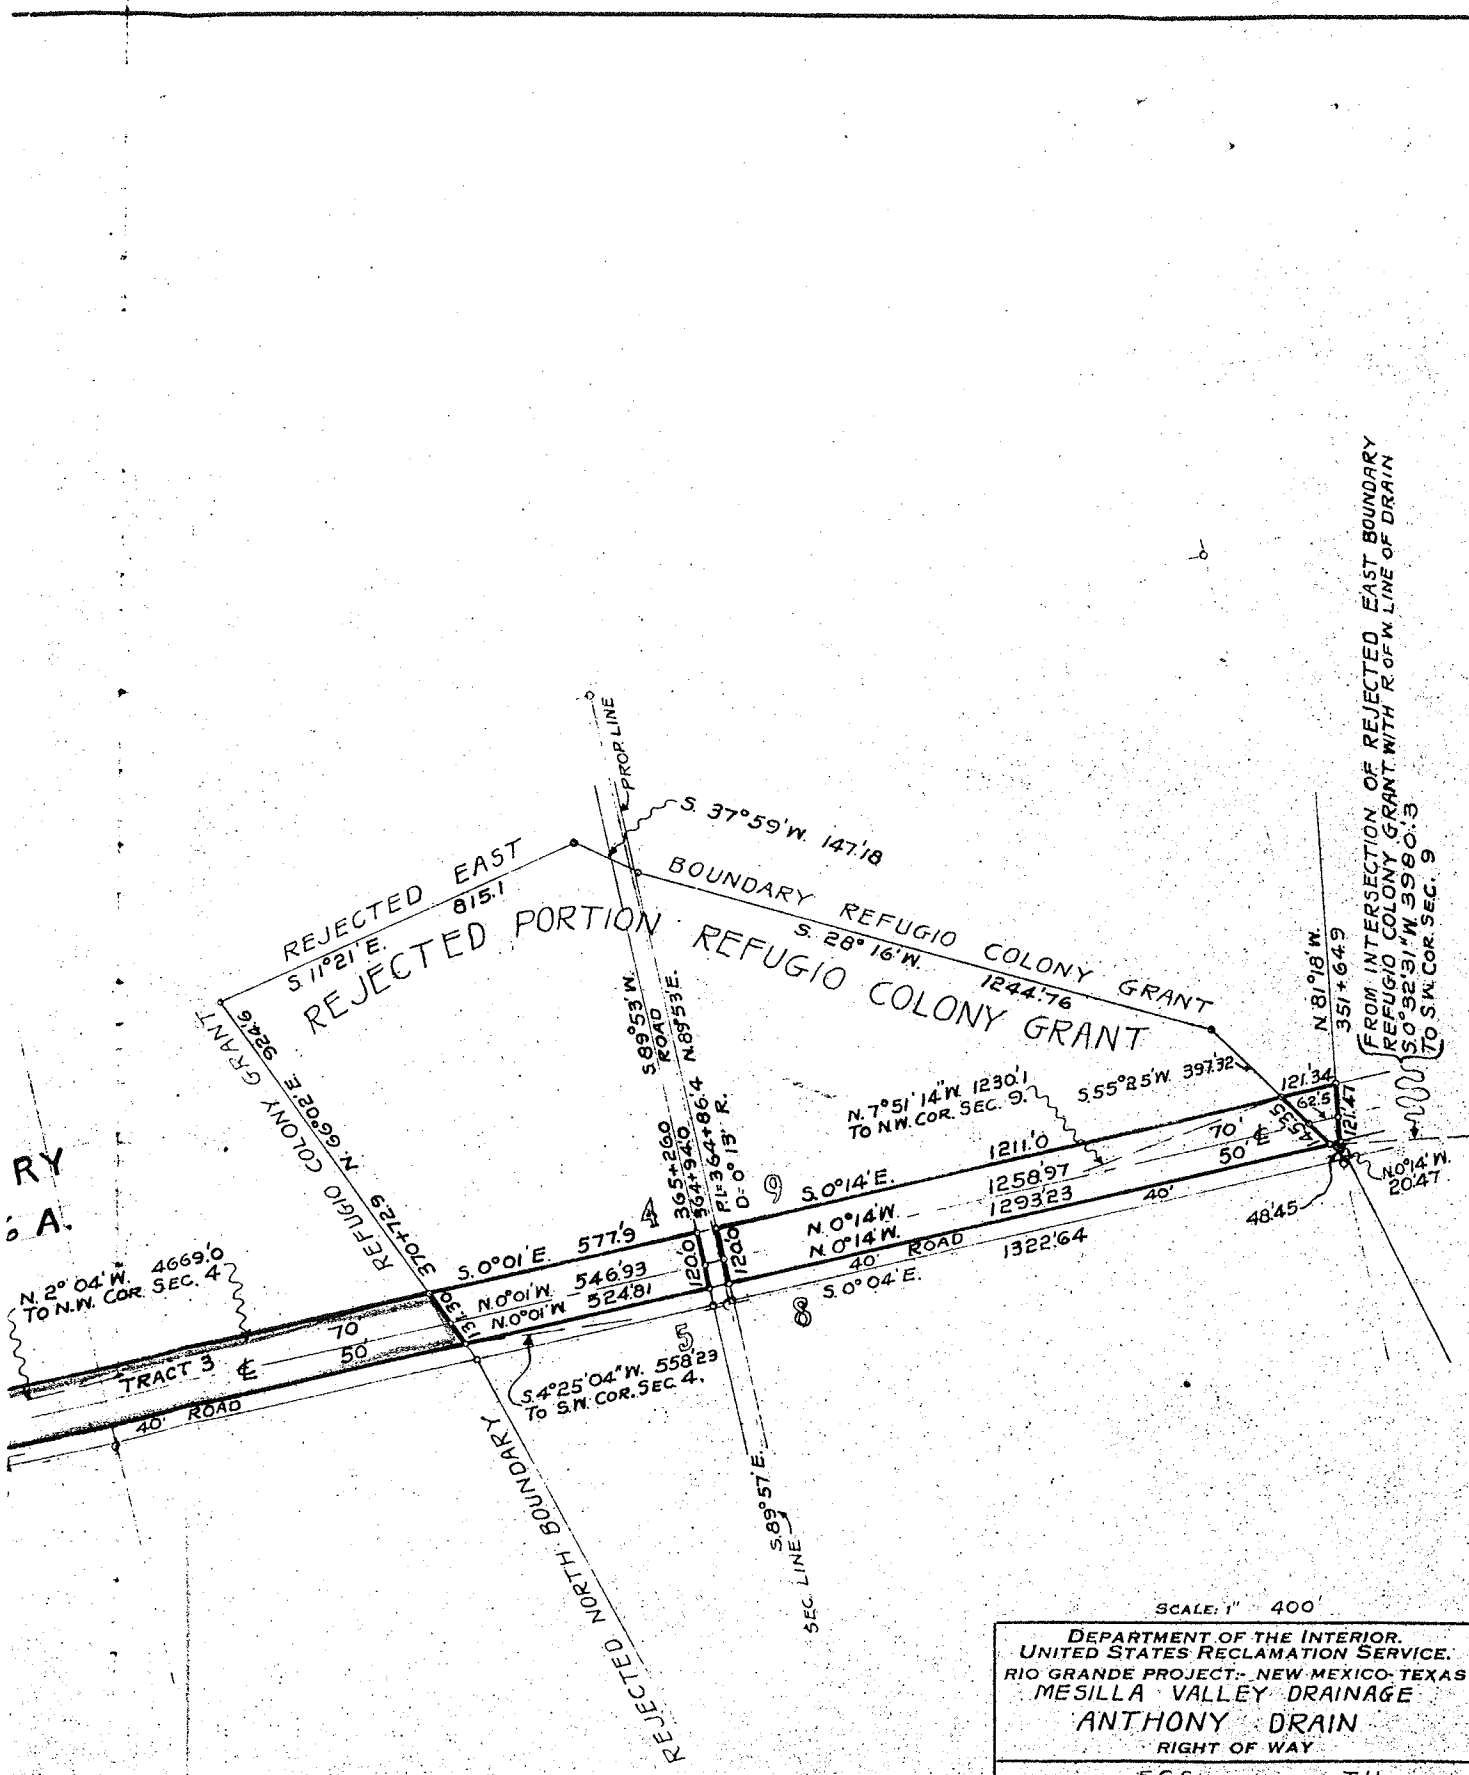 RY
A.
N. 2° 04' W. 4669.'0
TO N.W. COR. SEC. 4
TRACT 3
70'
50'
40' ROAD
REJECTED EAST
S. 11°21' E. 815.1
REJECTED PORTION REFUGIO COLONY GRANT
REFUGIO COLONY GRANT
N. 66°02' E. 924.'6
370+72.9
131.30
PROP. LINE
S. 37°59' W. 147.'18
BOUNDARY REFUGIO COLONY GRANT
S. 28° 16' W. 1244.'76
S. 89°53' W.
ROAD
N. 89°53' E.
365+26.0
364+94.0
P.I.=364+86.4
D=0°13' R.
4
9
5
8
S. 0°01' E. 577.'9
N. 0°01' W. 546.93
N. 0°01' W. 524.81
120.'0
120.'0
S. 4°25'04" W. 558.'23
TO S.W. COR. SEC. 4.
N. 7°51'14" W. 1230.'1
TO N.W. COR. SEC. 9.
S. 55°25' W. 397.'32
S. 0°14' E. 1211.'0
N. 0°14' W. 1258.97
N. 0°14' W. 1293.'23
40' ROAD 40'
S. 0°04' E. 1322.'64
70'
50'
121.'34
62.'5
145.35
121.'47
48.'45
N. 0°14' W.
20.'47
N. 81°18' W.
351+64.9
FROM INTERSECTION OF REJECTED EAST BOUNDARY
REFUGIO COLONY GRANT WITH R. OF W. LINE OF DRAIN
S. 0°32'31" W. 3980.'3
TO S.W. COR. SEC. 9
S. 89°57' E.
SEC. LINE
REJECTED NORTH BOUNDARY
SCALE: 1" 400'
DEPARTMENT OF THE INTERIOR.
UNITED STATES RECLAMATION SERVICE.
RIO GRANDE PROJECT:- NEW MEXICO-TEXAS
MESILLA VALLEY DRAINAGE
ANTHONY DRAIN
RIGHT OF WAY